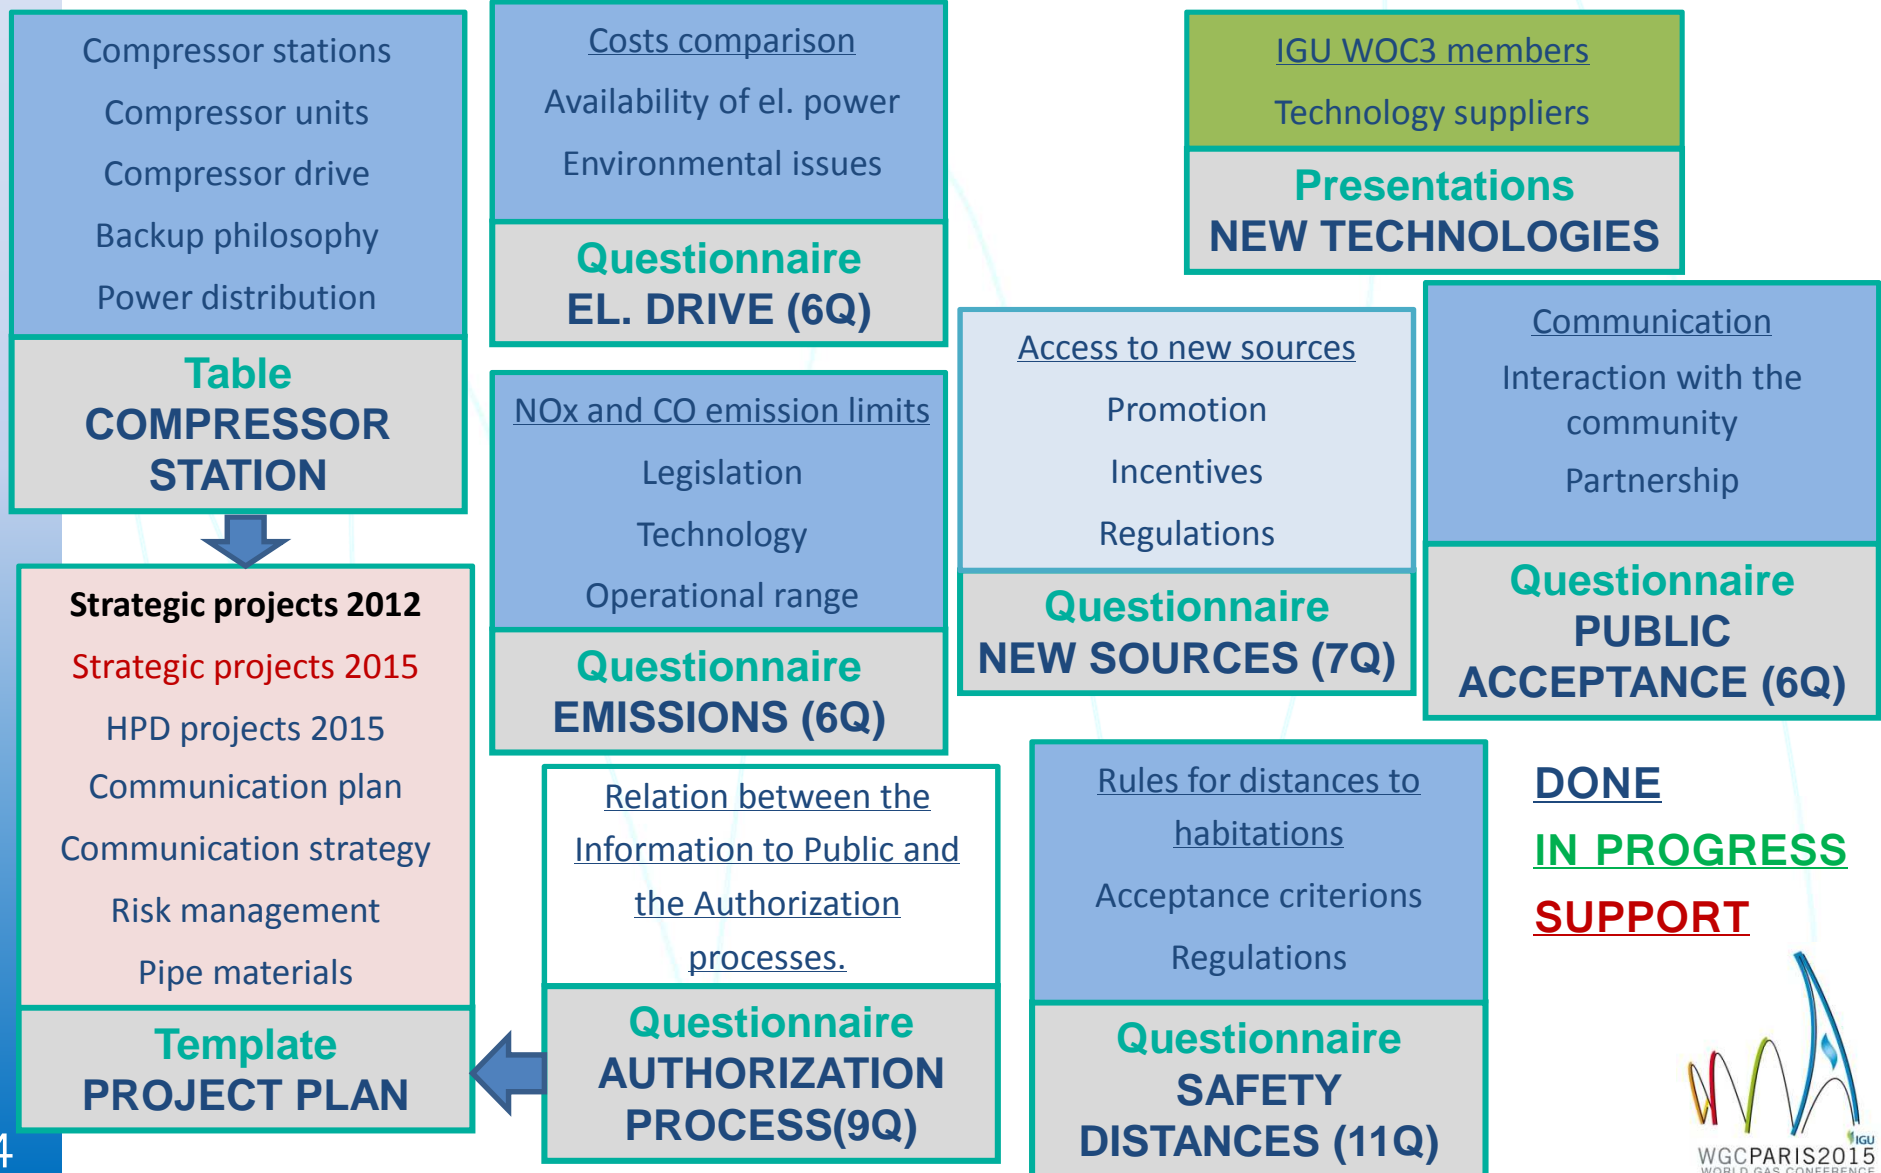 Compressor stations
Compressor units
Compressor drive
Backup philosophy
Power distribution
Table
COMPRESSOR
STATION
Strategic projects 2012
Strategic projects 2015
HPD projects 2015
Communication plan
Communication strategy
Risk management
Pipe materials
Template
PROJECT PLAN
Costs comparison
Availability of el. power
Environmental issues
Questionnaire
EL. DRIVE (6Q)
NOx and CO emission limits
Legislation
Technology
Operational range
Questionnaire
EMISSIONS (6Q)
Relation between the
Information to Public and
the Authorization
processes.
Questionnaire
AUTHORIZATION
PROCESS(9Q)
IGU WOC3 members
Technology suppliers
Presentations
NEW TECHNOLOGIES
Access to new sources
Promotion
Incentives
Regulations
Questionnaire
NEW SOURCES (7Q)
Communication
Interaction with the
community
Partnership
Questionnaire
PUBLIC
ACCEPTANCE (6Q)
Rules for distances to
habitations
Acceptance criterions
Regulations
Questionnaire
SAFETY
DISTANCES (11Q)
DONE
IN PROGRESS
SUPPORT
IGU
WGCPARIS2015
WORLD GAS CONFERENCE
4